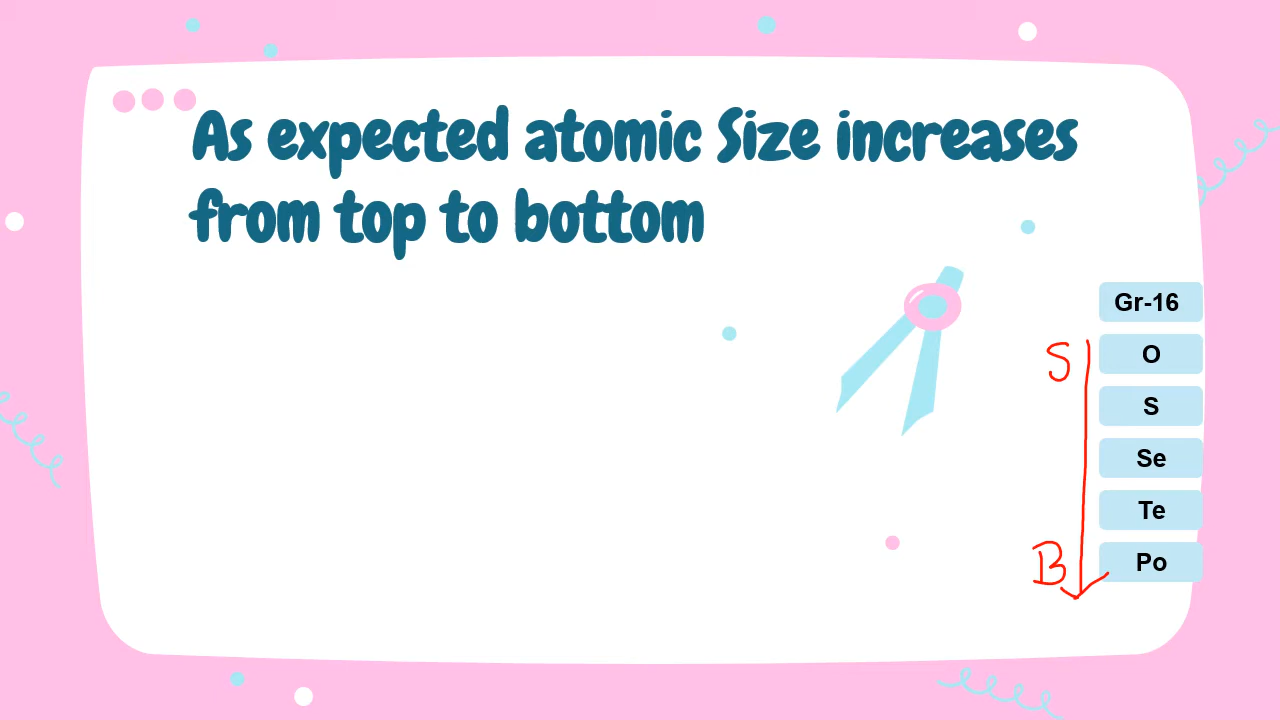 As expected atomic Size increases
from top to bottom
Gr-16
S O
S
Se
Te
B Po